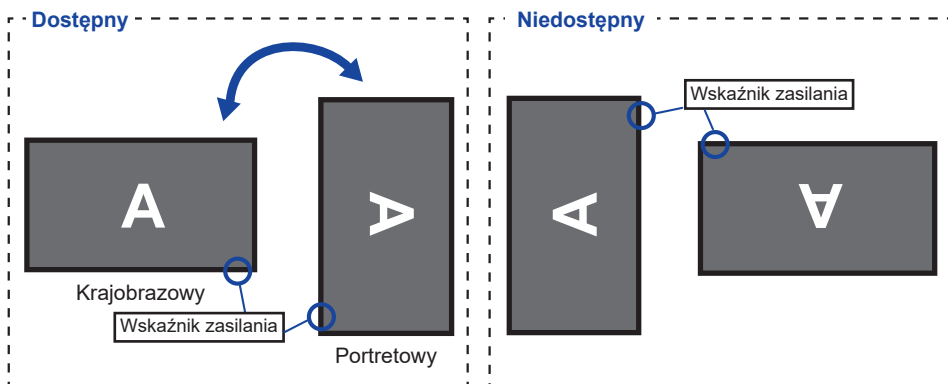 Dostępny
A
A
Krajobrazowy
Wskaźnik zasilania
Portretowy
Niedostępny
Wskaźnik zasilania
A
A